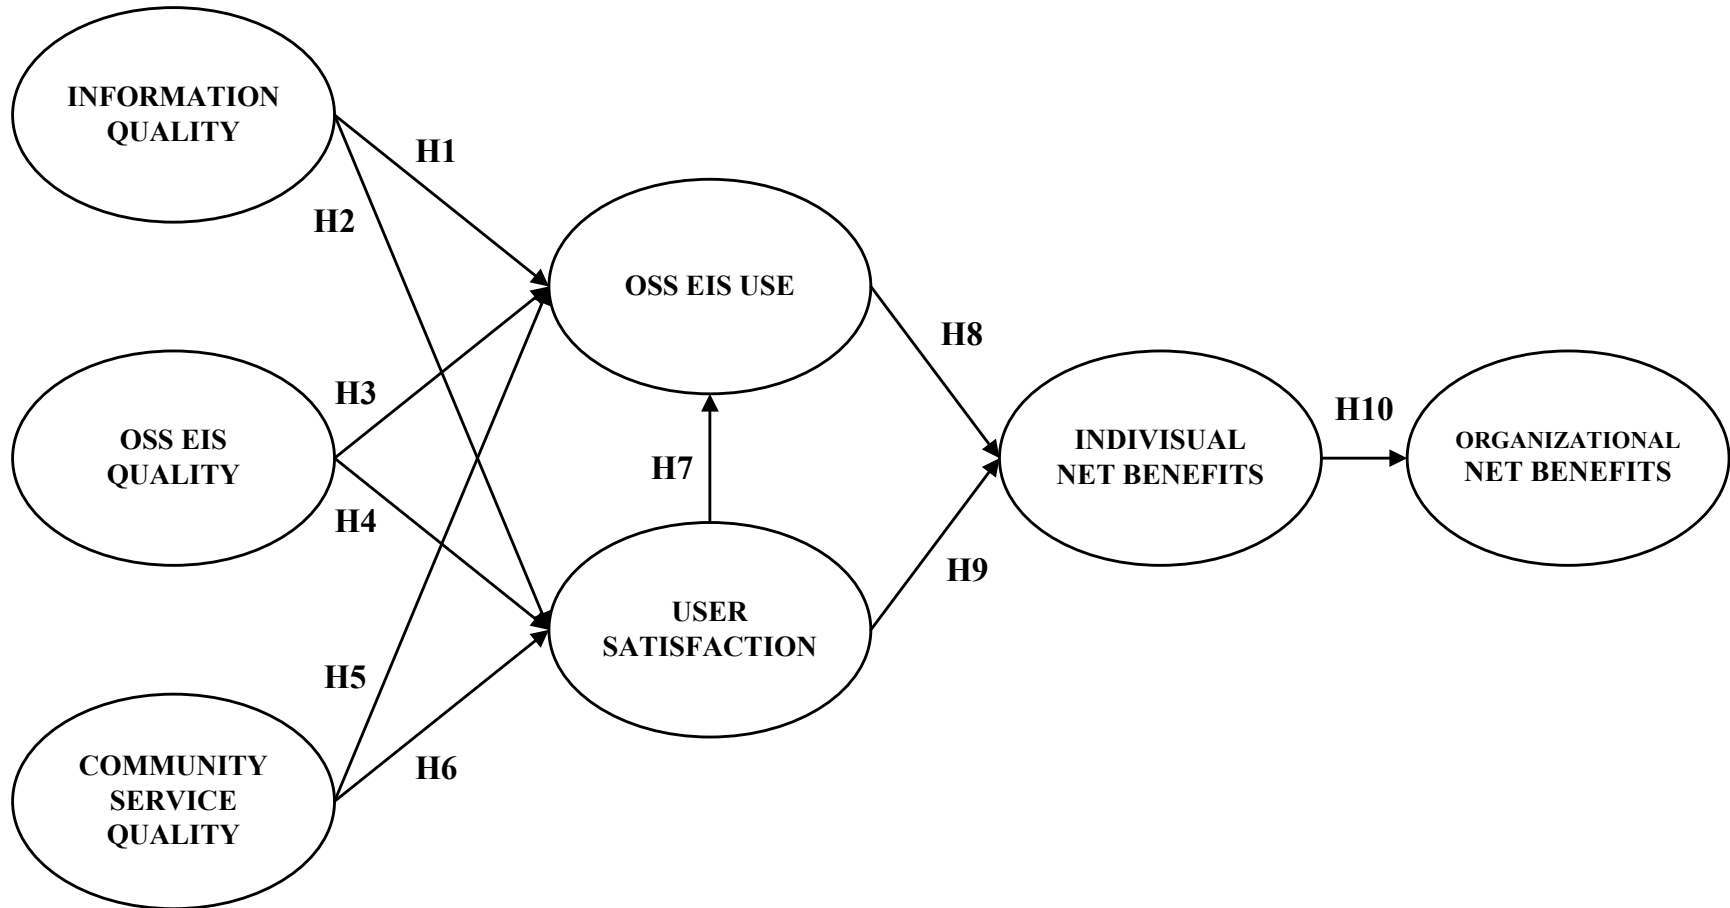 INFORMATION
QUALITY
H1
H2
OSS EIS USE
H8
H3
OSS EIS
QUALITY
H4
H7
INDIVISUAL
NET BENEFITS
H10
ORGANIZATIONAL
NET BENEFITS
H9
USER
SATISFACTION
H5
H6
COMMUNITY
SERVICE
QUALITY